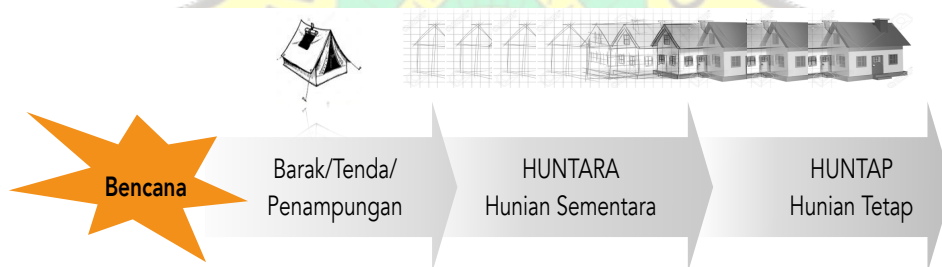 Bencana
Barak/Tenda/
Penampungan
HUNTARA
Hunian Sementara
HUNTAP
Hunian Tetap